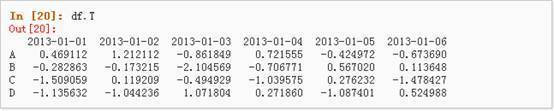 In [20]: df.T
Out[20]:
2013-01-01 2013-01-02 2013-01-03 2013-01-04 2013-01-05 2013-01-06
A 0.469112 1.212112 -0.861849 0.721555 -0.424972 -0.673690
B -0.282863 -0.173215 -2.104569 -0.706771 0.567020 0.113648
C -1.509059 0.119209 -0.494929 -1.039575 0.276232 -1.478427
D -1.135632 -1.044236 1.071804 0.271860 -1.087401 0.524988